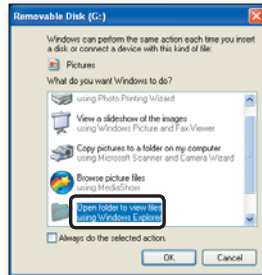 Removable Disk (G:)
Windows can perform the same action each time you insert
a disk or connect a device with this kind of file:
Pictures
What do you want Windows to do?
using Photo Printing Wizard
View a slideshow of the images
using Windows Picture and Fax Viewer
Copy pictures to a folder on my computer
using Microsoft Scanner and Camera Wizard
Browse picture files
using MediaShow
Open folder to view files
using Windows Explorer
Always do the selected action.
OK Cancel